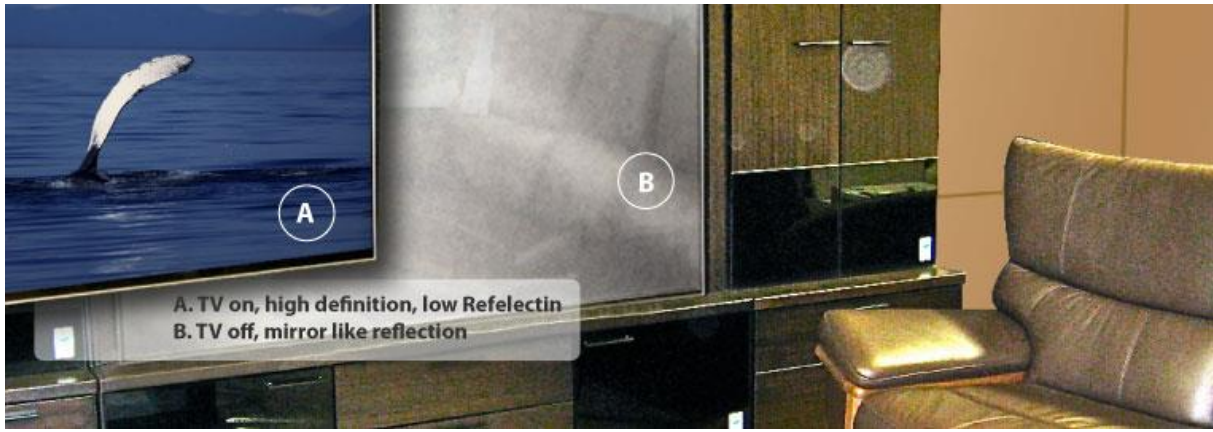 A
B
A. TV on, high definition, low Refelectin
B. TV off, mirror like reflection